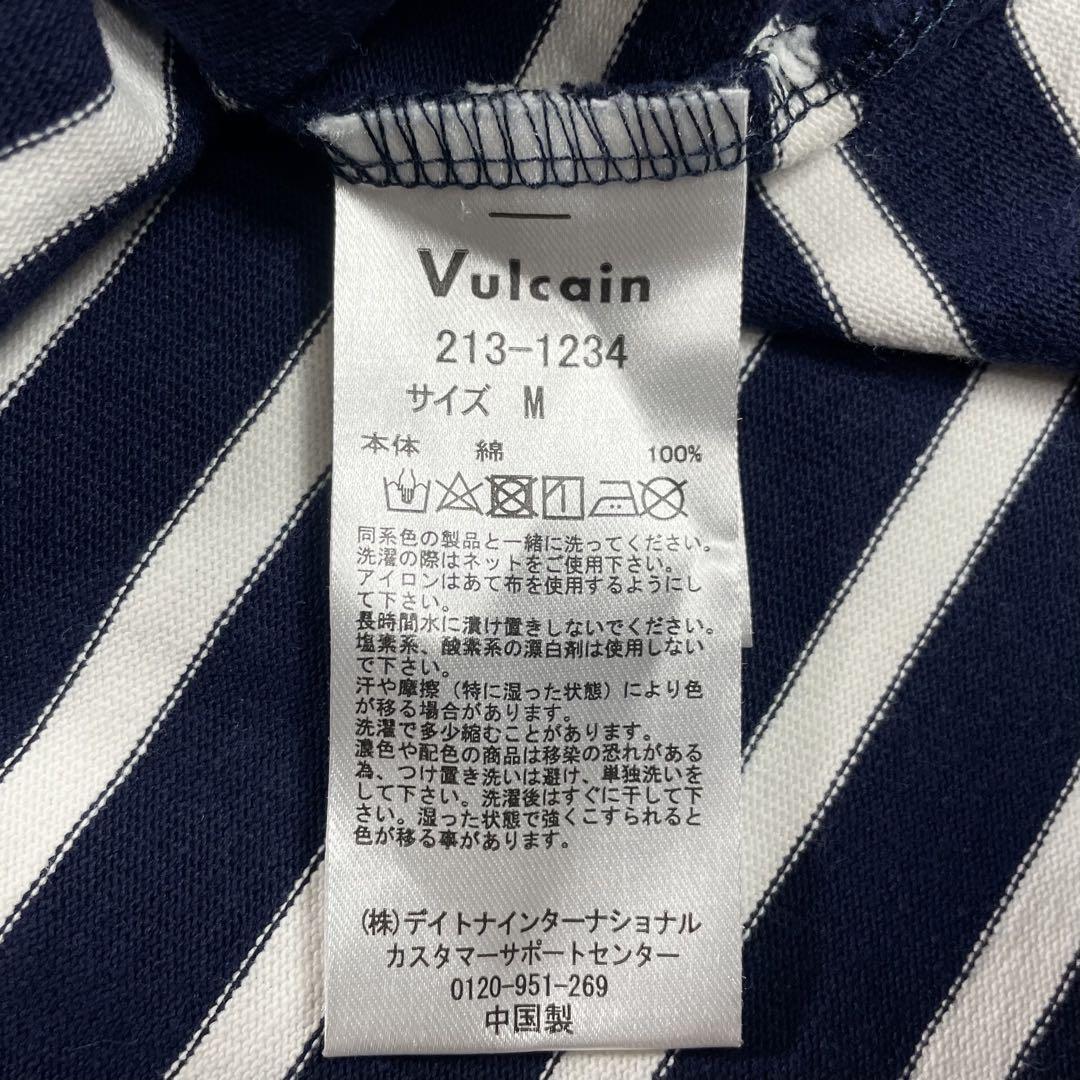 Vulcain
213-1234
サイズ M
本体 綿 100%
同系色の製品と一緒に洗ってください。
洗濯の際はネットをご使用下さい。
アイロンはあて布を使用するようにし
て下さい。
長時間水に漬け置きしないでください。
塩素系、酸素系の漂白剤は使用しない
で下さい。
汗や摩擦（特に湿った状態）により色
が移る場合があります。
洗濯で多少縮むことがあります。
濃色や配色の商品は移染の恐れがある
為、つけ置き洗いは避け、単独洗いを
して下さい。洗濯後はすぐに干して下
さい。湿った状態で強くこすられると
色が移る事があります。
(株)デイトナインターナショナル
カスタマーサポートセンター
0120-951-269
中国製